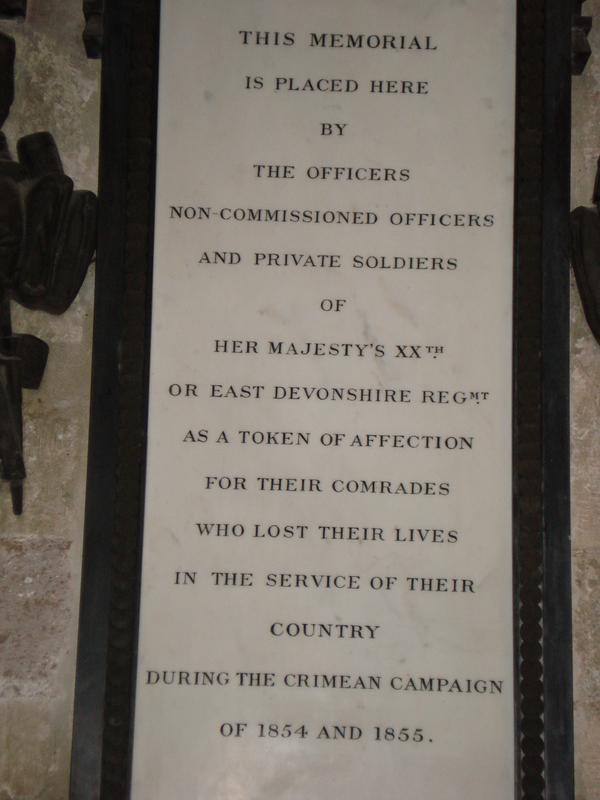 THIS MEMORIAL
IS PLACED HERE
BY
THE OFFICERS
NON-COMMISSIONED OFFICERS
AND PRIVATE SOLDIERS
OF
HER MAJESTY'S XXTH
OR EAST DEVONSHIRE REGMT
AS A TOKEN OF AFFECTION
FOR THEIR COMRADES
WHO LOST THEIR LIVES
IN THE SERVICE OF THEIR
COUNTRY
DURING THE CRIMEAN CAMPAIGN
OF 1854 AND 1855.